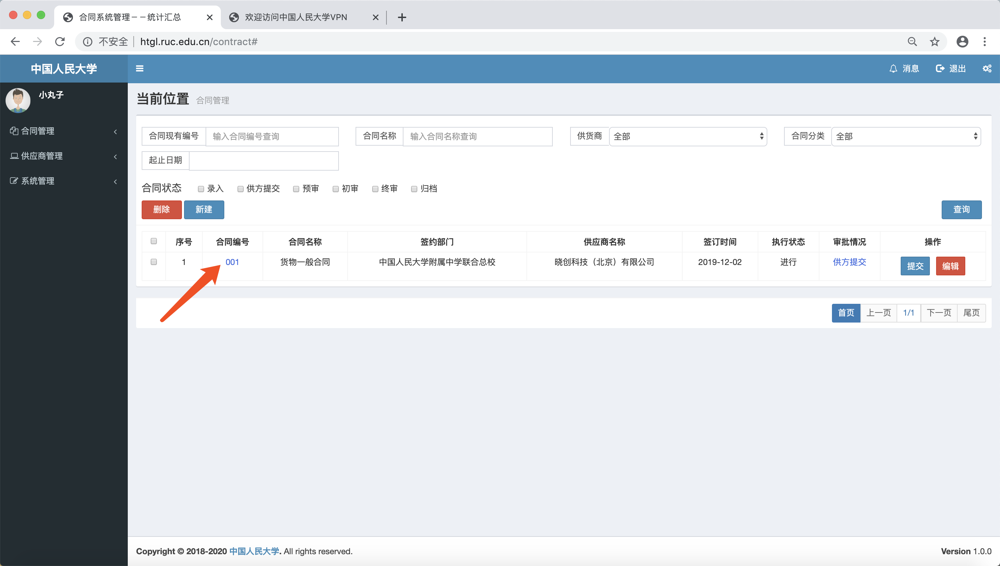 合同系统管理－－统计汇总
欢迎访问中国人民大学VPN
不安全 htgl.ruc.edu.cn/contract#
中国人民大学
消息 退出
小丸子
合同管理
供应商管理
系统管理
当前位置 合同管理
合同现有编号 输入合同编号查询 合同名称 输入合同名称查询 供货商 全部 合同分类 全部
起止日期
合同状态 录入 供方提交 预审 初审 终审 归档
删除 新建 查询
序号 合同编号 合同名称 签约部门 供应商名称 签订时间 执行状态 审批情况 操作
1 001 货物一般合同 中国人民大学附属中学联合总校 晓创科技（北京）有限公司 2019-12-02 进行 供方提交 提交 编辑
首页 上一页 1/1 下一页 尾页
Copyright © 2018-2020 中国人民大学. All rights reserved. Version 1.0.0